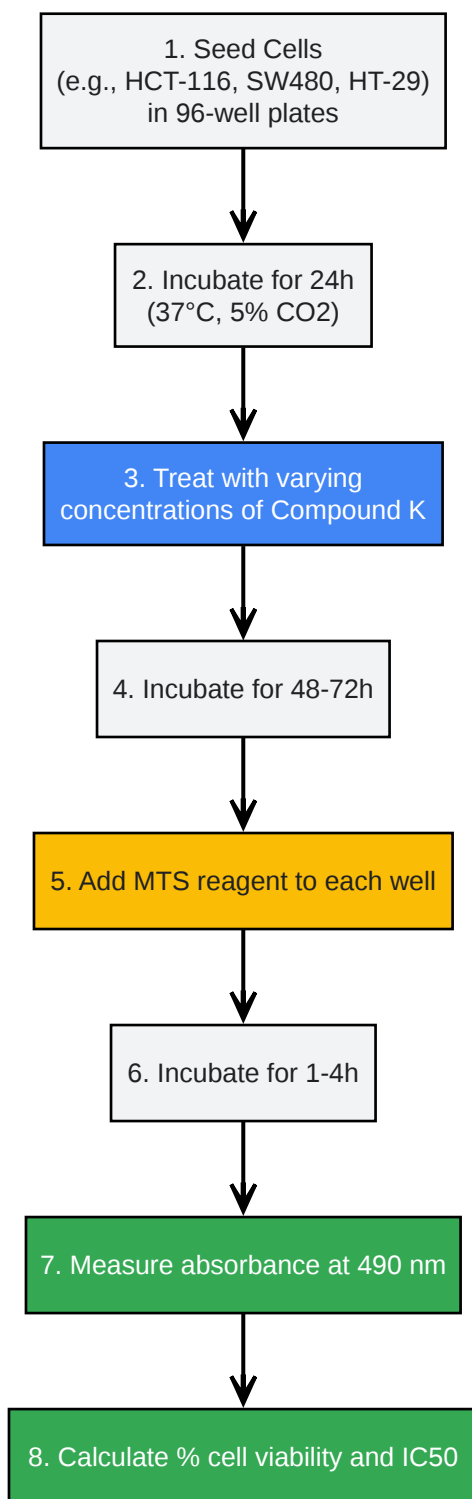 1. Seed Cells
(e.g., HCT-116, SW480, HT-29)
in 96-well plates
2. Incubate for 24h
(37°C, 5% CO2)
3. Treat with varying
concentrations of Compound K
4. Incubate for 48-72h
5. Add MTS reagent to each well
6. Incubate for 1-4h
7. Measure absorbance at 490 nm
8. Calculate % cell viability and IC50